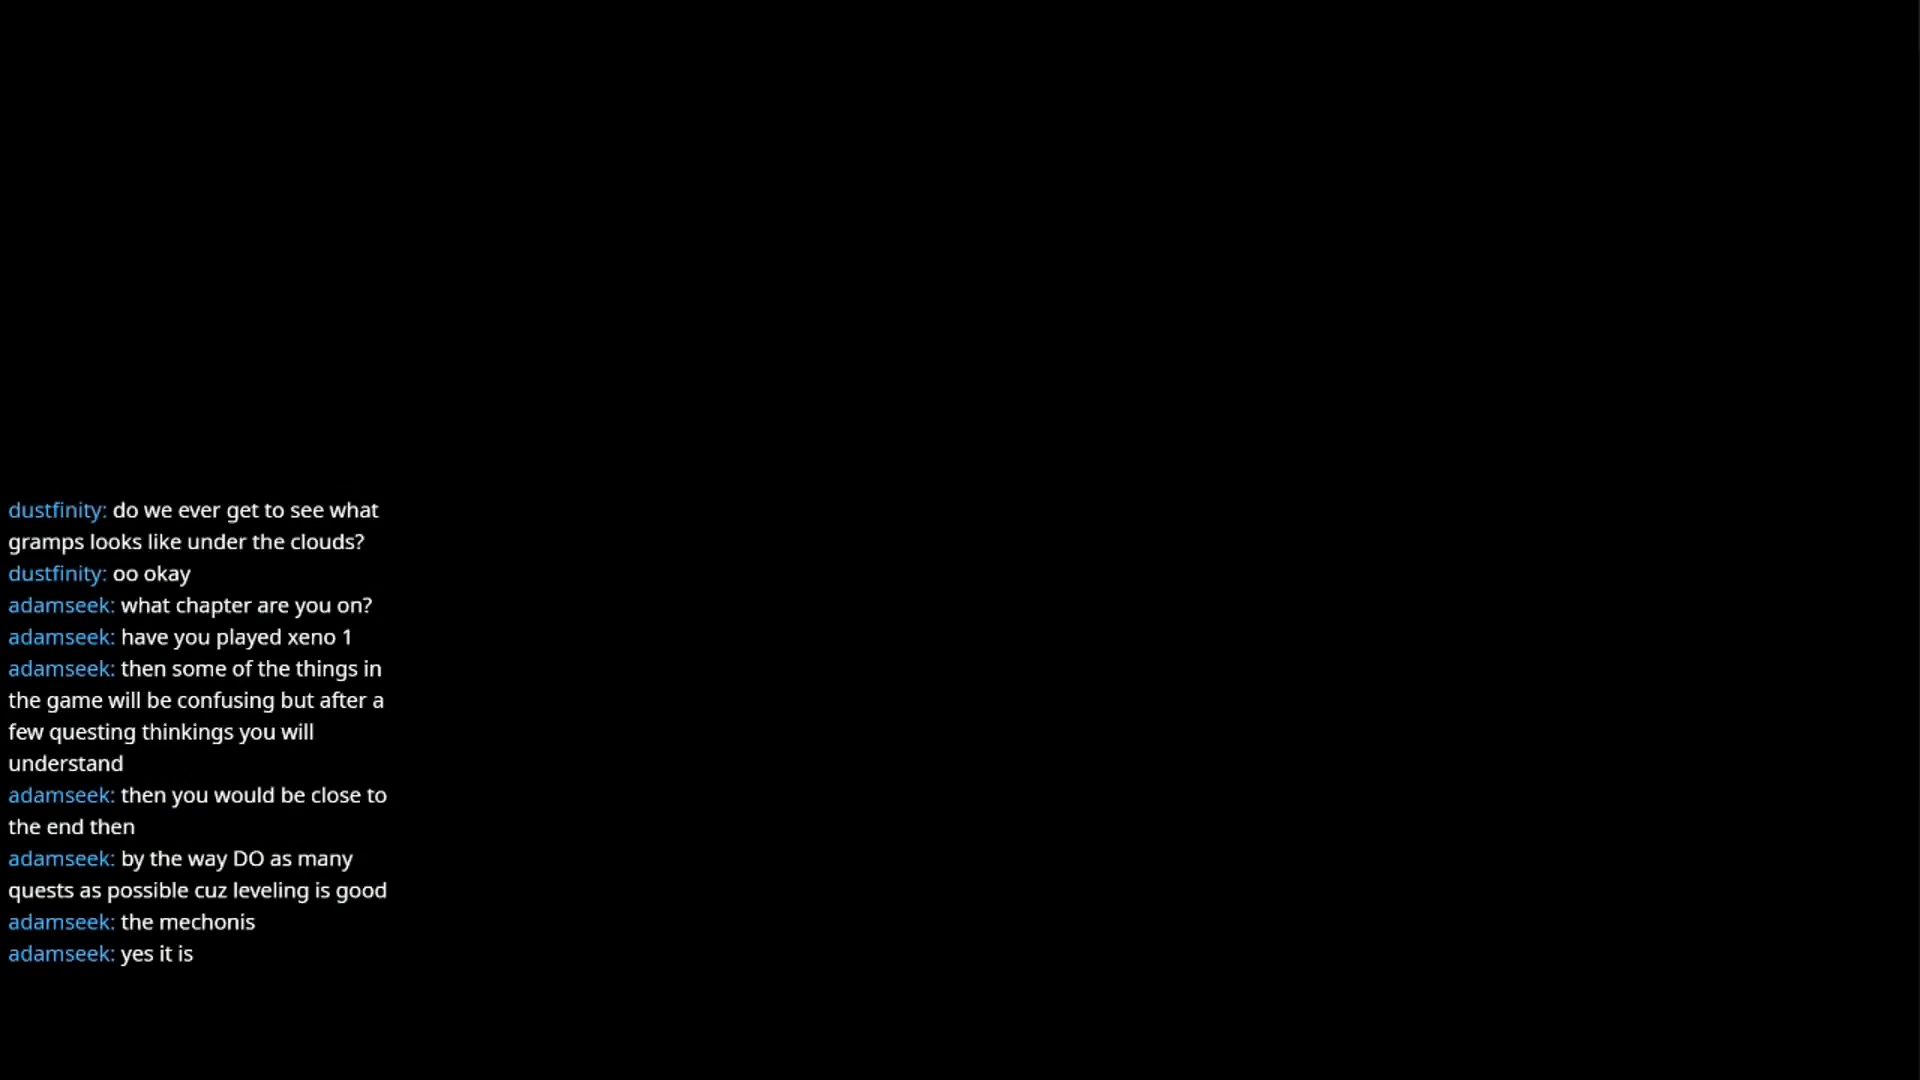 dustfinity: do we ever get to see what
gramps looks like under the clouds?
dustfinity: oo okay
adamseek: what chapter are you on?
adamseek: have you played xeno 1
adamseek: then some of the things in
the game will be confusing but after a
few questing thinkings you will
understand
adamseek: then you would be close to
the end then
adamseek: by the way DO as many
quests as possible cuz leveling is good
adamseek: the mechonis
adamseek: yes it is